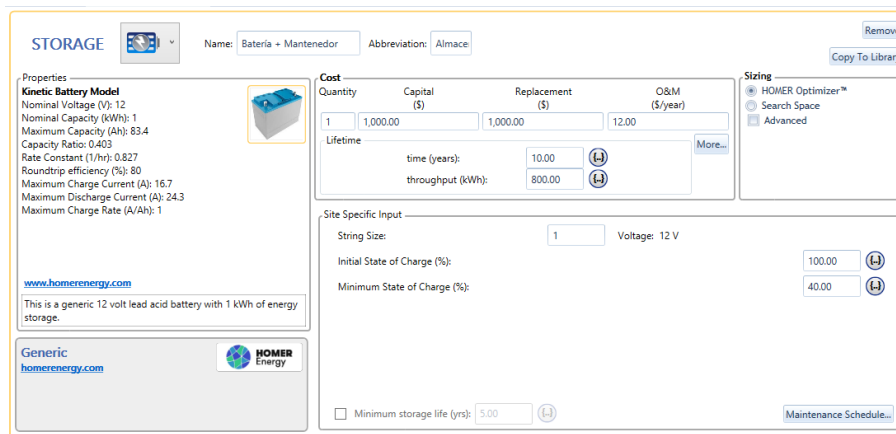 STORAGE
Name: Batería + Mantenedor Abbreviation: Almace
Remove
Copy To Librar
Properties
Kinetic Battery Model
Nominal Voltage (V): 12
Nominal Capacity (kWh): 1
Maximum Capacity (Ah): 83.4
Capacity Ratio: 0.403
Rate Constant (1/hr): 0.827
Roundtrip efficiency (%): 80
Maximum Charge Current (A): 16.7
Maximum Discharge Current (A): 24.3
Maximum Charge Rate (A/Ah): 1
www.homerenergy.com
This is a generic 12 volt lead acid battery with 1 kWh of energy
storage.
Generic
homerenergy.com
HOMER
Energy
Cost
Quantity Capital Replacement O&M
($) ($) ($/year)
1 1,000.00 1,000.00 12.00
Lifetime
time (years): 10.00 {..}
throughput (kWh): 800.00 {..}
More...
Sizing
HOMER Optimizer™
Search Space
Advanced
Site Specific Input
String Size: 1 Voltage: 12 V
Initial State of Charge (%): 100.00 {..}
Minimum State of Charge (%): 40.00 {..}
Minimum storage life (yrs): 5.00 {..}
Maintenance Schedule...